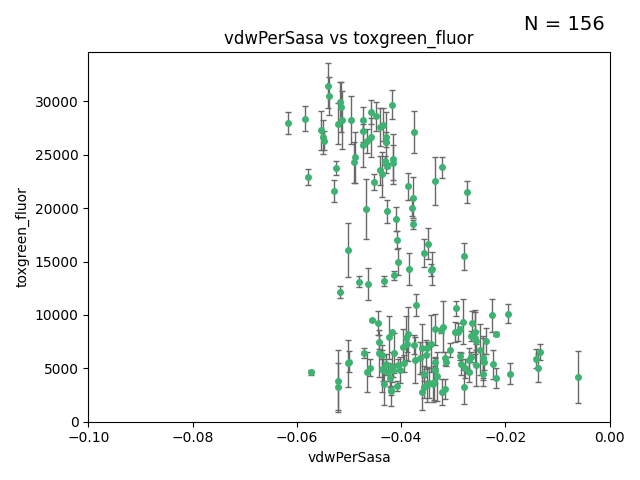 N = 156
vdwPerSasa vs toxgreen_fluor
toxgreen_fluor
30000
25000
20000
15000
10000
5000
0
−0.10 −0.08 −0.06 −0.04 −0.02 0.00
vdwPerSasa